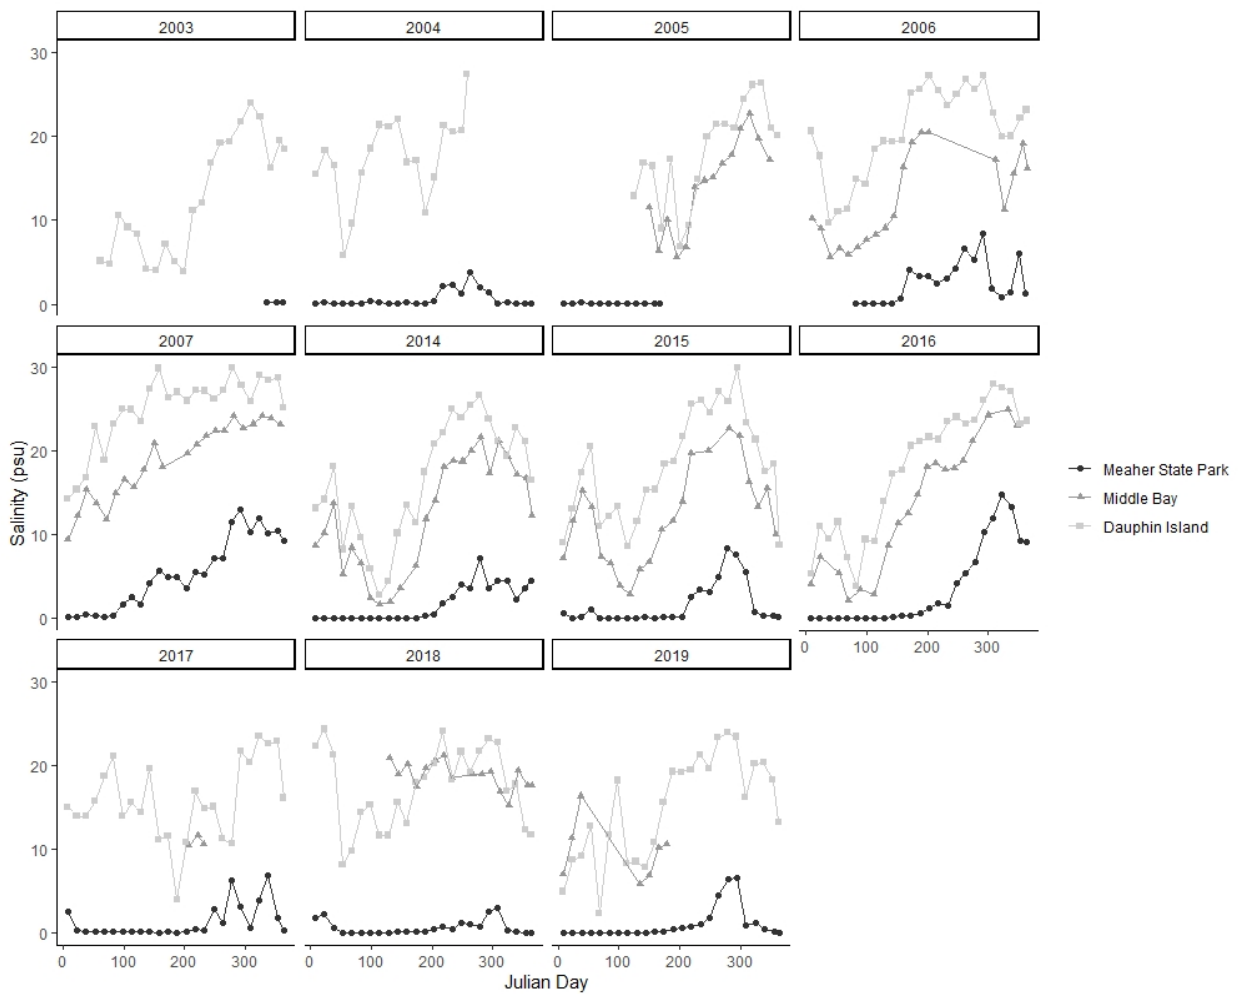 2003 2004 2005 2006
30
20
10
0
2007 2014 2015 2016
30
20
10
0
0 100 200 300
2017 2018 2019
30
20
10
0
0 100 200 300 0 100 200 300 0 100 200 300
Julian Day
Salinity (psu)
Meaher State Park
Middle Bay
Dauphin Island